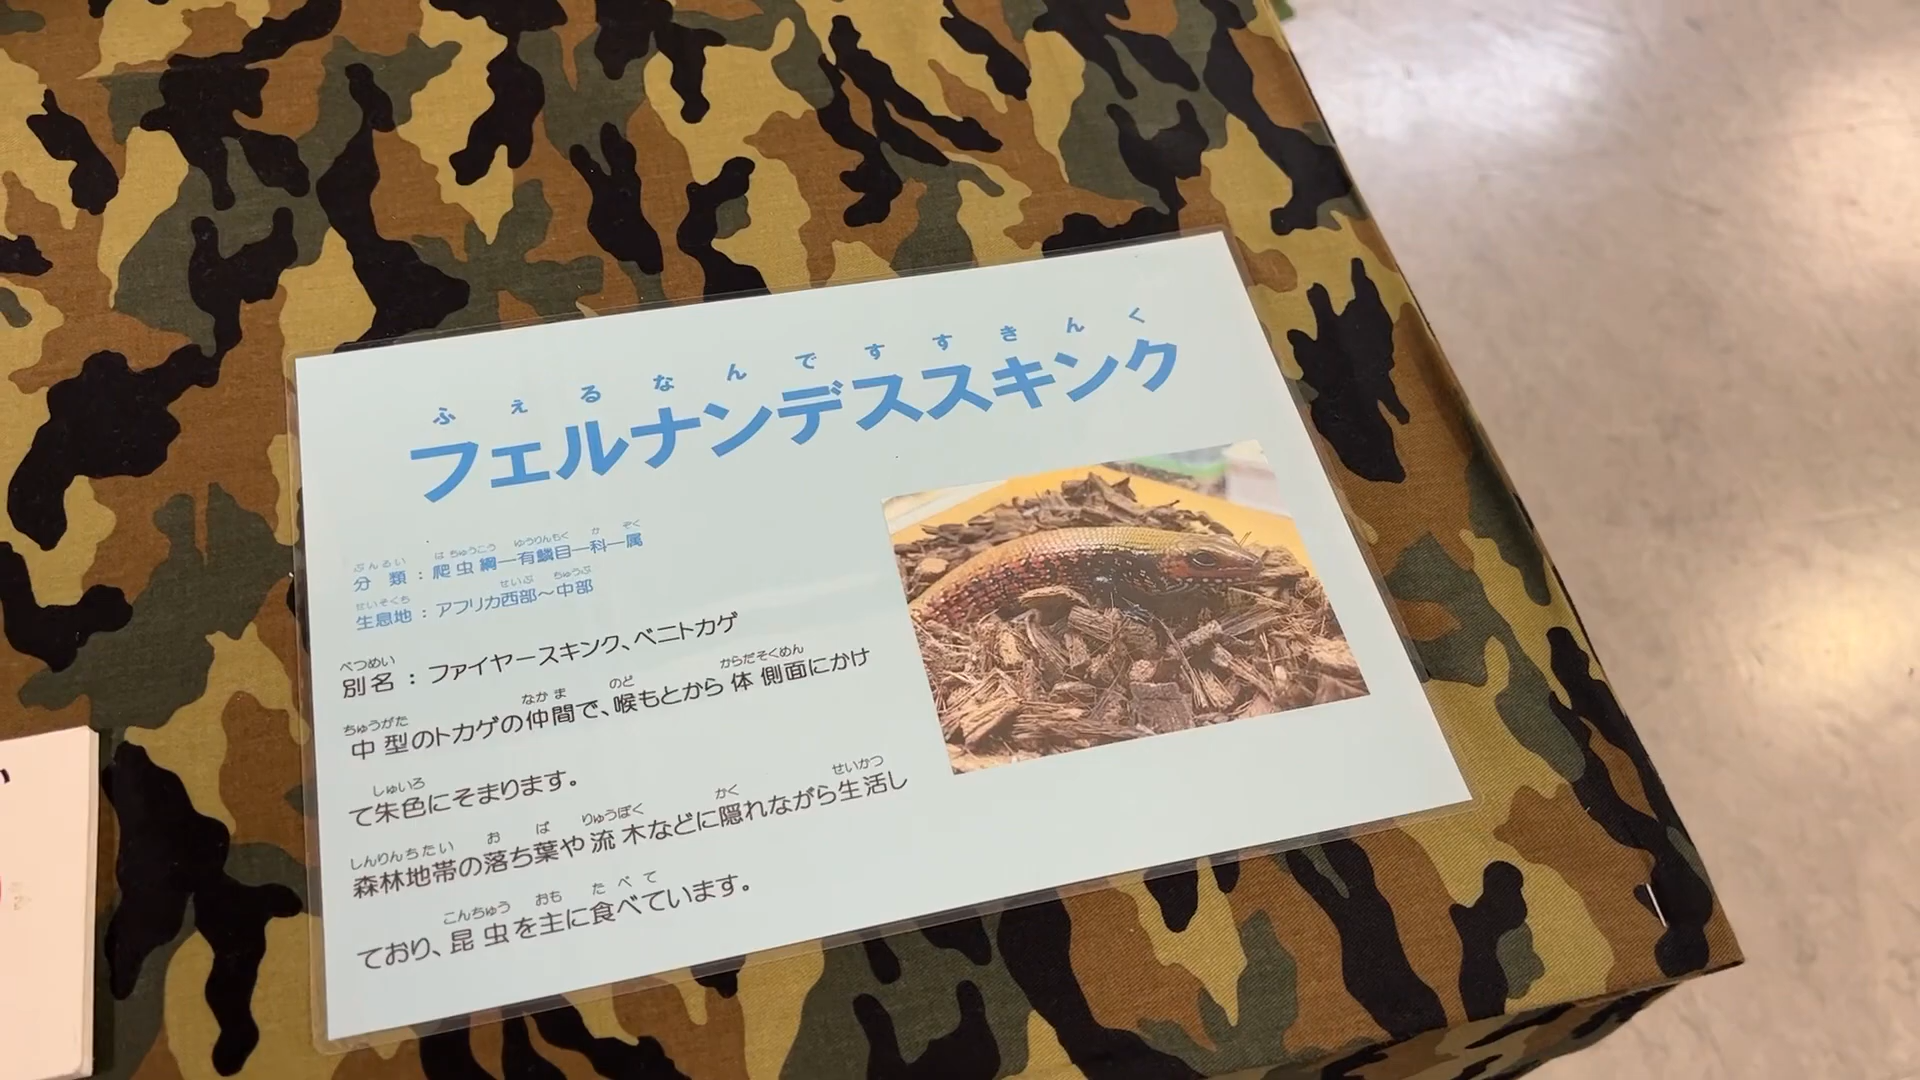 ふぇるなんですすきんく
フェルナンデススキンク
ぶんるい はちゅうこう ゆうりんもく か ぞく
分類：爬虫綱―有鱗目―科―属
せいそくち せいぶ ちゅうぶ
生息地：アフリカ西部～中部
べつめい
別名：ファイヤースキンク、ベニトカゲ
ちゅうがた なかま のど からだそくめん
中型のトカゲの仲間で、喉もとから体側面にかけ
しゅいろ
て朱色にそまります。
しんりんちたい お ば りゅうぼく かく せいかつ
森林地帯の落ち葉や流木などに隠れながら生活し
こんちゅう おも たべて
ており、昆虫を主に食べています。